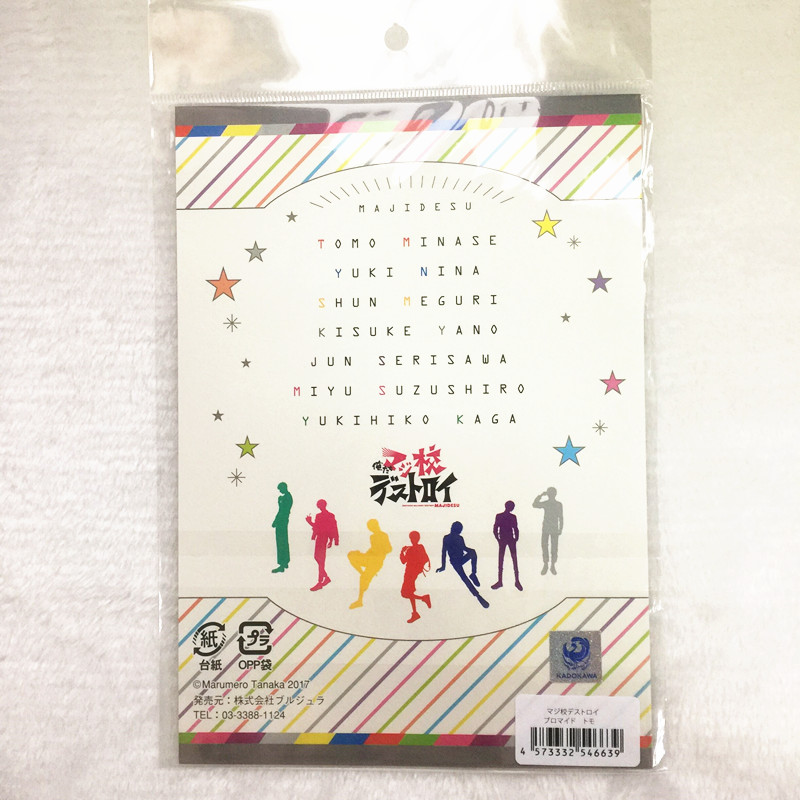 MAJIDESU
TOMO MINASE
YUKI NINA
SHUN MEGURI
KISUKE YANO
JUN SERISAWA
MIYU SUZUSHIRO
YUKIHIKO KAGA
俺たち
マジ校
デストロイ
MAJIDESU
紙
プラ
台紙
OPP袋
©Marumero Tanaka 2017
発売元：株式会社ブルジュラ
TEL：03-3388-1124
KADOKAWA
マジ校デストロイ
ブロマイド トモ
4 573332 546639